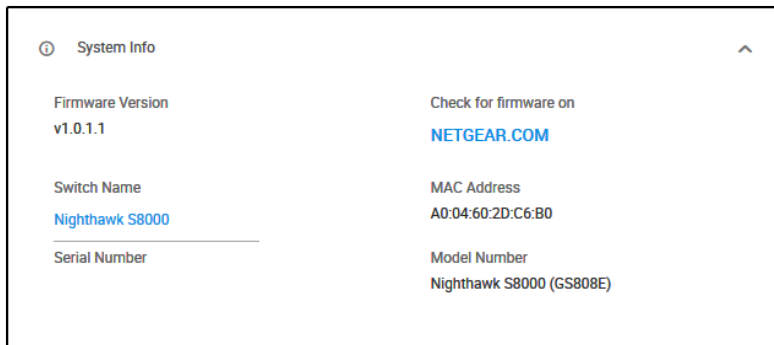 System Info
Firmware Version
v1.0.1.1
Check for firmware on
NETGEAR.COM
Switch Name
Nighthawk S8000
MAC Address
A0:04:60:2D:C6:B0
Serial Number
Model Number
Nighthawk S8000 (GS808E)